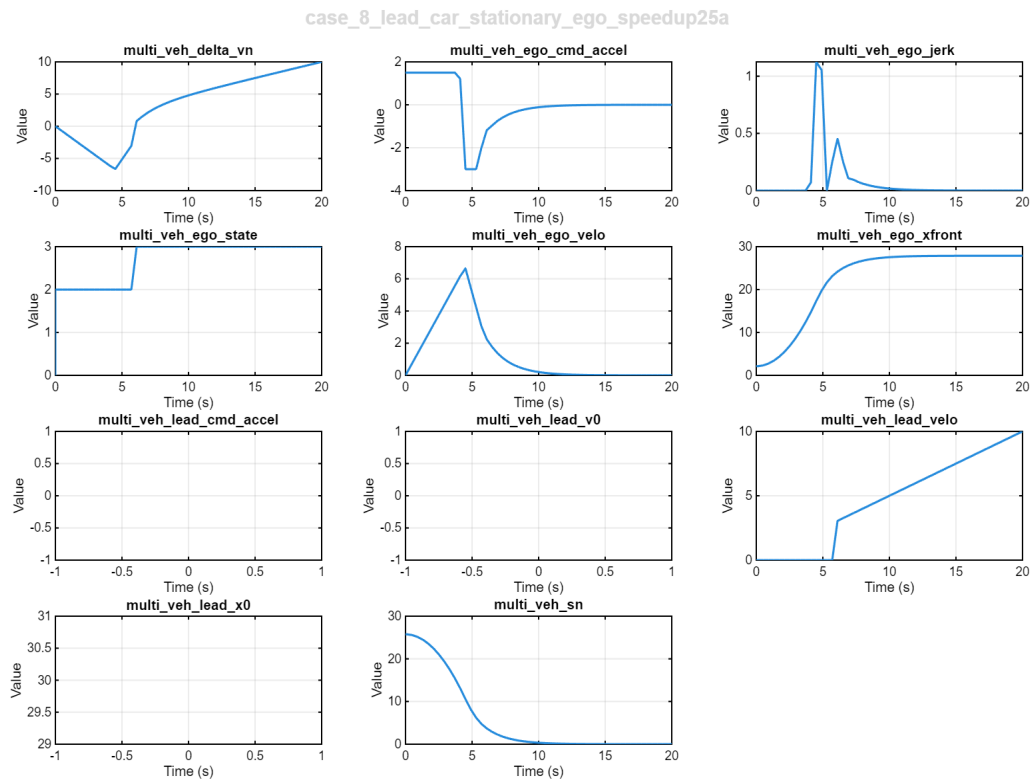 case_8_lead_car_stationary_ego_speedup25a
multi_veh_delta_vn
10
5
0
-5
-10
Value
0 5 10 15 20
Time (s)
multi_veh_ego_cmd_accel
2
0
-2
-4
Value
0 5 10 15 20
Time (s)
multi_veh_ego_jerk
1
0.5
0
Value
0 5 10 15 20
Time (s)
multi_veh_ego_state
3
2
1
0
Value
0 5 10 15 20
Time (s)
multi_veh_ego_velo
8
6
4
2
0
Value
0 5 10 15 20
Time (s)
multi_veh_ego_xfront
30
20
10
0
Value
0 5 10 15 20
Time (s)
multi_veh_lead_cmd_accel
1
0.5
0
-0.5
-1
Value
-1 -0.5 0 0.5 1
Time (s)
multi_veh_lead_v0
1
0.5
0
-0.5
-1
Value
-1 -0.5 0 0.5 1
Time (s)
multi_veh_lead_velo
10
5
0
Value
0 5 10 15 20
Time (s)
multi_veh_lead_x0
31
30.5
30
29.5
29
Value
-1 -0.5 0 0.5 1
Time (s)
multi_veh_sn
30
20
10
0
Value
0 5 10 15 20
Time (s)